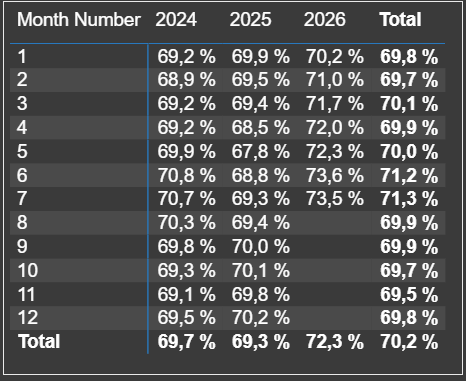 Month Number 2024 2025 2026 Total
1 69,2 % 69,9 % 70,2 % 69,8 %
2 68,9 % 69,5 % 71,0 % 69,7 %
3 69,2 % 69,4 % 71,7 % 70,1 %
4 69,2 % 68,5 % 72,0 % 69,9 %
5 69,9 % 67,8 % 72,3 % 70,0 %
6 70,8 % 68,8 % 73,6 % 71,2 %
7 70,7 % 69,3 % 73,5 % 71,3 %
8 70,3 % 69,4 % 69,9 %
9 69,8 % 70,0 % 69,9 %
10 69,3 % 70,1 % 69,7 %
11 69,1 % 69,8 % 69,5 %
12 69,5 % 70,2 % 69,8 %
Total 69,7 % 69,3 % 72,3 % 70,2 %